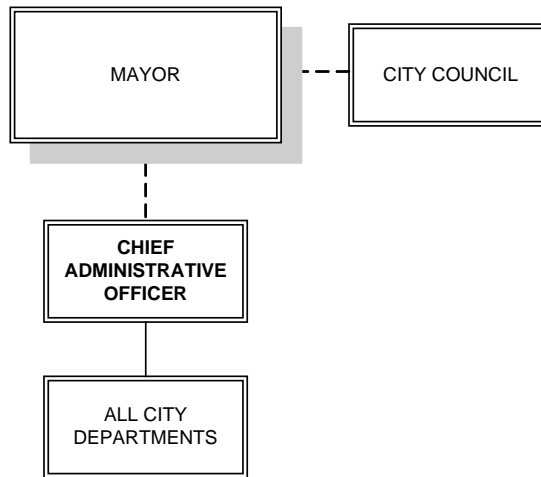 MAYOR
CITY COUNCIL
CHIEF
ADMINISTRATIVE
OFFICER
ALL CITY
DEPARTMENTS